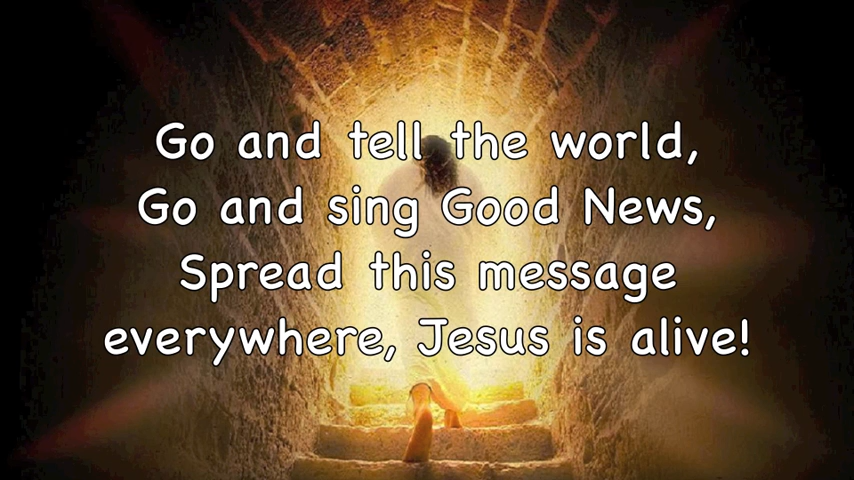 Go and tell the world,
Go and sing Good News,
Spread this message
everywhere, Jesus is alive!